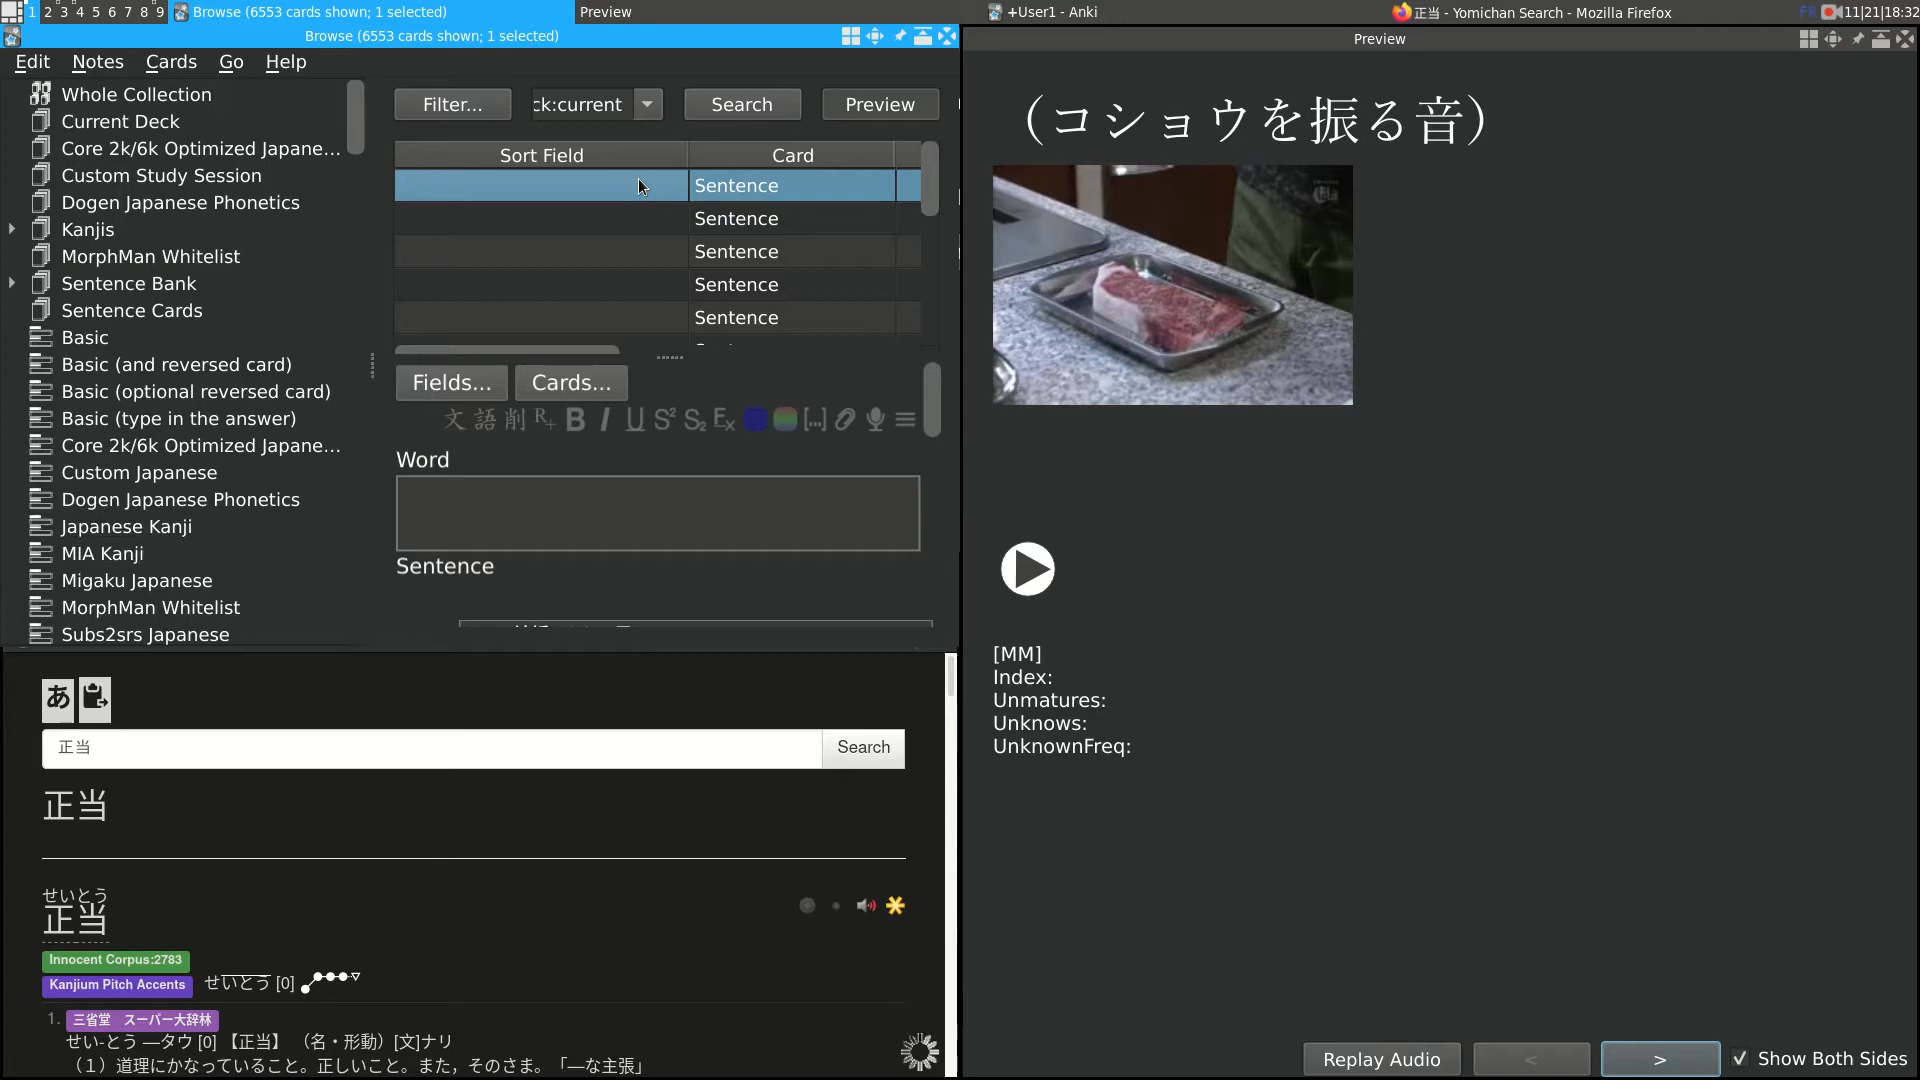 1 2 3 4 5 6 7 8 9 Browse (6553 cards shown; 1 selected) Preview +User1 - Anki 正当 - Yomichan Search - Mozilla Firefox FR 11|21|18:32
Browse (6553 cards shown; 1 selected)
Edit Notes Cards Go Help
Whole Collection
Current Deck
Core 2k/6k Optimized Japane...
Custom Study Session
Dogen Japanese Phonetics
Kanjis
MorphMan Whitelist
Sentence Bank
Sentence Cards
Basic
Basic (and reversed card)
Basic (optional reversed card)
Basic (type in the answer)
Core 2k/6k Optimized Japane...
Custom Japanese
Dogen Japanese Phonetics
Japanese Kanji
MIA Kanji
Migaku Japanese
MorphMan Whitelist
Subs2srs Japanese
Filter... ck:current Search Preview
Sort Field Card
Sentence
Sentence
Sentence
Sentence
Sentence
Fields... Cards...
文 語 削 R+ B I U S² S₂ Ex [...]
Word
Sentence
あ
正当 Search
正当
せいとう
正当
Innocent Corpus:2783
Kanjium Pitch Accents せいとう [0]
1. 三省堂　スーパー大辞林
せい-とう ―タウ [0] 【正当】 （名・形動）[文]ナリ
（１）道理にかなっていること。正しいこと。また，そのさま。「―な主張」
Preview
（コショウを振る音）
[MM]
Index:
Unmatures:
Unknows:
UnknownFreq:
Replay Audio < > Show Both Sides